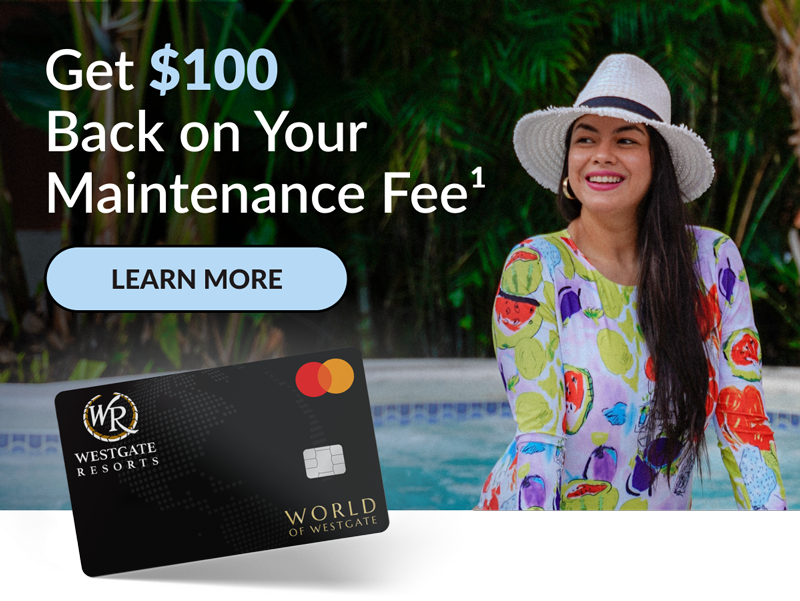 Get $100
Back on Your
Maintenance Fee¹
LEARN MORE
WR
WESTGATE
RESORTS
WORLD
OF WESTGATE